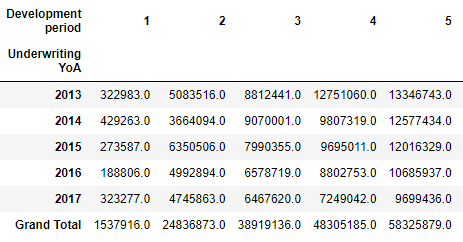 Development period 1 2 3 4 5
Underwriting YoA
2013 322983.0 5083516.0 8812441.0 12751060.0 13346743.0
2014 429263.0 3664094.0 9070001.0 9807319.0 12577434.0
2015 273587.0 6350506.0 7990355.0 9695011.0 12016329.0
2016 188806.0 4992894.0 6578719.0 8802753.0 10685937.0
2017 323277.0 4745863.0 6467620.0 7249042.0 9699436.0
Grand Total 1537916.0 24836873.0 38919136.0 48305185.0 58325879.0